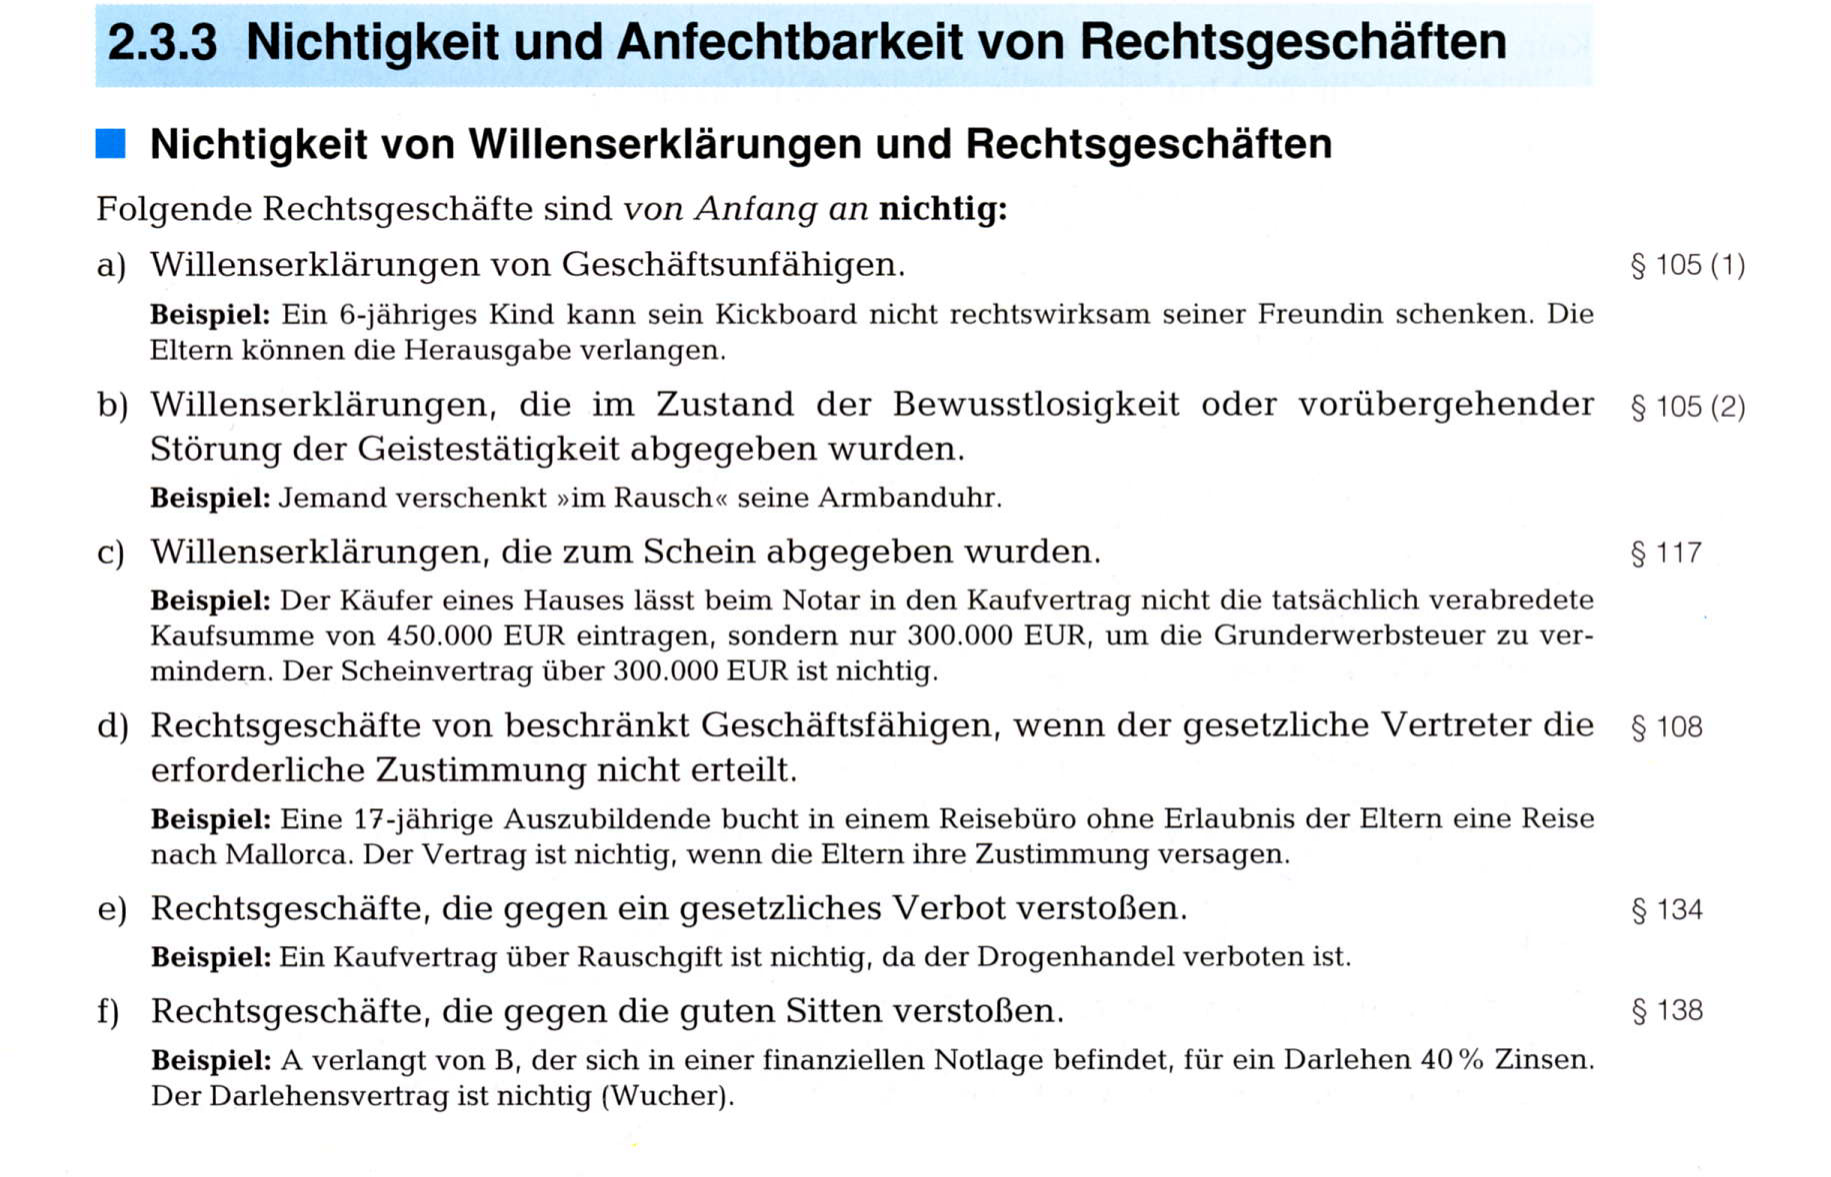 2.3.3 Nichtigkeit und Anfechtbarkeit von Rechtsgeschäften
Nichtigkeit von Willenserklärungen und Rechtsgeschäften
Folgende Rechtsgeschäfte sind von Anfang an nichtig:
a) Willenserklärungen von Geschäftsunfähigen. § 105 (1)
Beispiel: Ein 6-jähriges Kind kann sein Kickboard nicht rechtswirksam seiner Freundin schenken. Die
Eltern können die Herausgabe verlangen.
b) Willenserklärungen, die im Zustand der Bewusstlosigkeit oder vorübergehender § 105 (2)
Störung der Geistestätigkeit abgegeben wurden.
Beispiel: Jemand verschenkt »im Rausch« seine Armbanduhr.
c) Willenserklärungen, die zum Schein abgegeben wurden. § 117
Beispiel: Der Käufer eines Hauses lässt beim Notar in den Kaufvertrag nicht die tatsächlich verabredete
Kaufsumme von 450.000 EUR eintragen, sondern nur 300.000 EUR, um die Grunderwerbsteuer zu ver-
mindern. Der Scheinvertrag über 300.000 EUR ist nichtig.
d) Rechtsgeschäfte von beschränkt Geschäftsfähigen, wenn der gesetzliche Vertreter die § 108
erforderliche Zustimmung nicht erteilt.
Beispiel: Eine 17-jährige Auszubildende bucht in einem Reisebüro ohne Erlaubnis der Eltern eine Reise
nach Mallorca. Der Vertrag ist nichtig, wenn die Eltern ihre Zustimmung versagen.
e) Rechtsgeschäfte, die gegen ein gesetzliches Verbot verstoßen. § 134
Beispiel: Ein Kaufvertrag über Rauschgift ist nichtig, da der Drogenhandel verboten ist.
f) Rechtsgeschäfte, die gegen die guten Sitten verstoßen. § 138
Beispiel: A verlangt von B, der sich in einer finanziellen Notlage befindet, für ein Darlehen 40 % Zinsen.
Der Darlehensvertrag ist nichtig (Wucher).